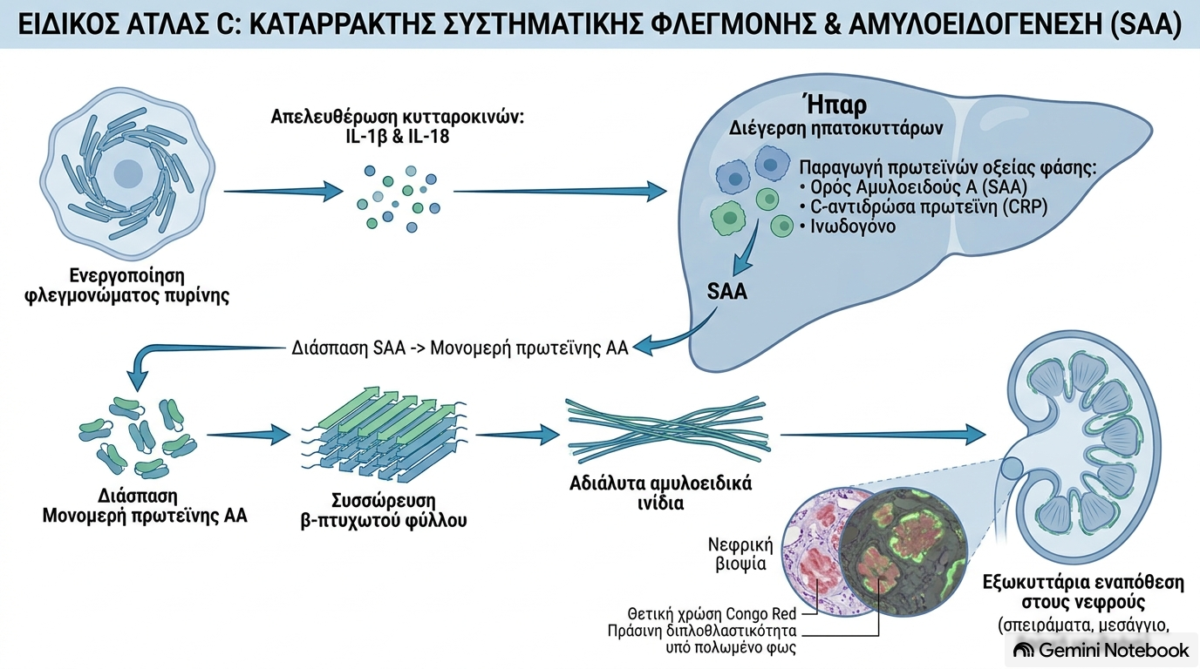 ΕΙΔΙΚΟΣ ΑΤΛΑΣ C: ΚΑΤΑΡΡΑΚΤΗΣ ΣΥΣΤΗΜΑΤΙΚΗΣ ΦΛΕΓΜΟΝΗΣ & ΑΜΥΛΟΕΙΔΟΓΕΝΕΣΗ (SAA)
Απελευθέρωση κυτταροκινών:
IL-1β & IL-18
Ενεργοποίηση
φλεγμονώματος πυρίνης
Ήπαρ
Διέγερση ηπατοκυττάρων
Παραγωγή πρωτεϊνών οξείας φάσης:
• Ορός Αμυλοειδούς Α (SAA)
• C-αντιδρώσα πρωτεΐνη (CRP)
• Ινωδογόνο
SAA
Διάσπαση SAA -> Μονομερή πρωτεΐνης ΑΑ
Διάσπαση
Μονομερή πρωτεΐνης ΑΑ
Συσσώρευση
β-πτυχωτού φύλλου
Αδιάλυτα αμυλοειδικά
ινίδια
Νεφρική
βιοψία
Θετική χρώση Congo Red
Πράσινη διπλοθλαστικότητα
υπό πολωμένο φως
Εξωκυττάρια εναπόθεση
στους νεφρούς
(σπειράματα, μεσάγγιο,
Gemini Notebook